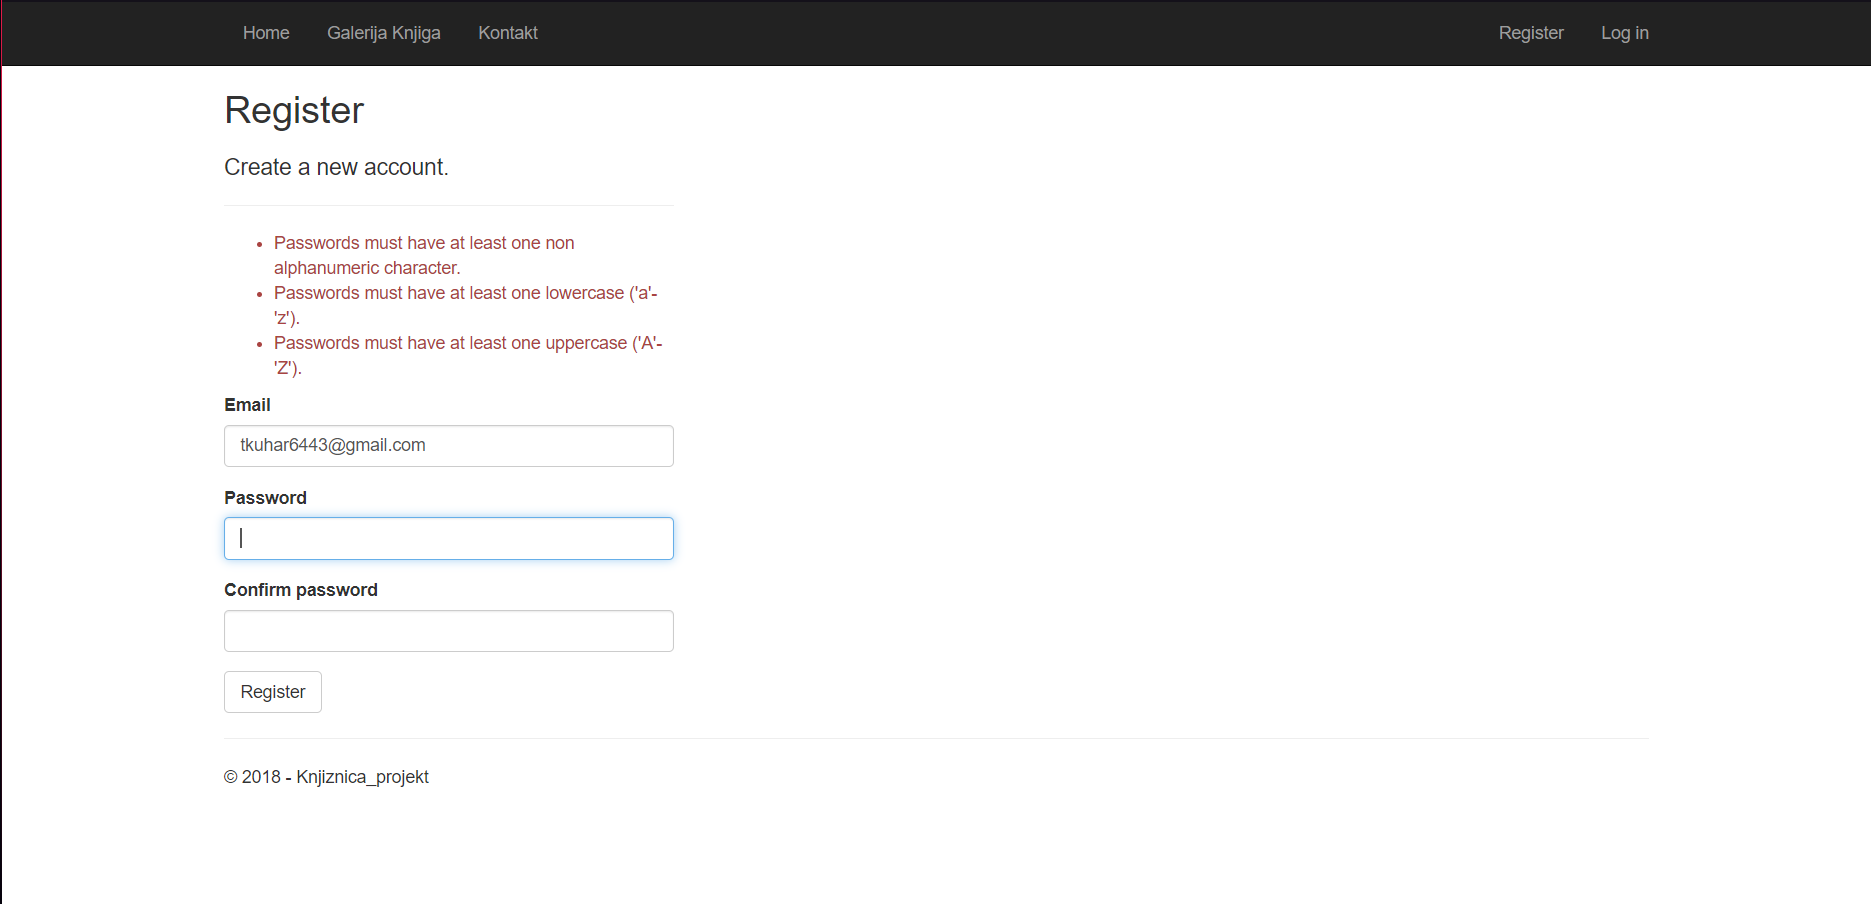 Home Galerija Knjiga Kontakt Register Log in
Register
Create a new account.
Passwords must have at least one non
alphanumeric character.
Passwords must have at least one lowercase ('a'-
'z').
Passwords must have at least one uppercase ('A'-
'Z').
Email
tkuhar6443@gmail.com
Password
Confirm password
Register
© 2018 - Knjiznica_projekt